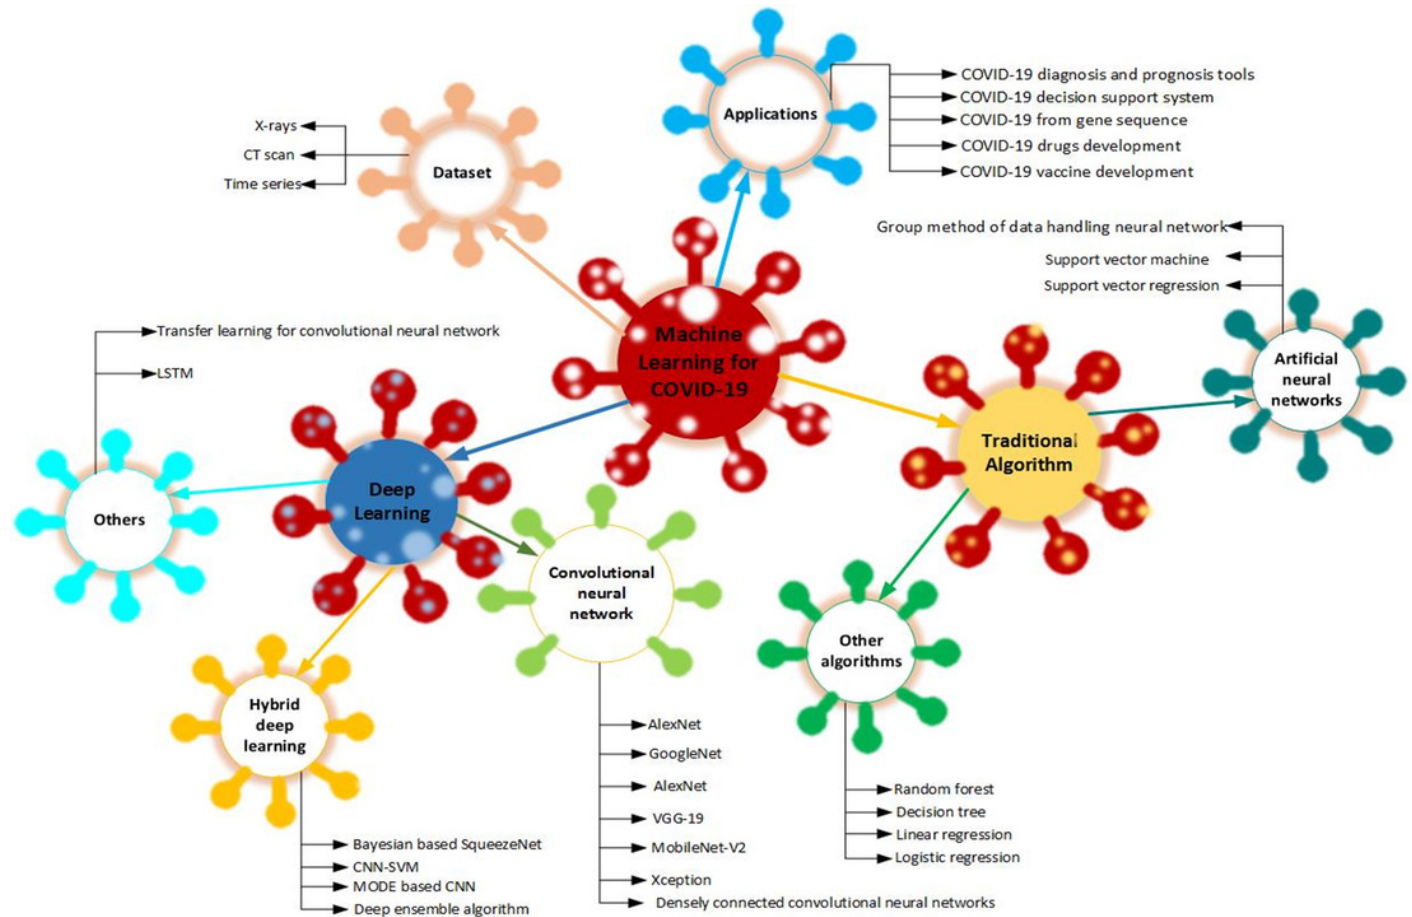 Applications
COVID-19 diagnosis and prognosis tools
COVID-19 decision support system
COVID-19 from gene sequence
COVID-19 drugs development
COVID-19 vaccine development
X-rays
CT scan
Time series
Dataset
Group method of data handling neural network
Support vector machine
Support vector regression
Machine
Learning for
COVID-19
Artificial
neural
networks
Transfer learning for convolutional neural network
LSTM
Traditional
Algorithm
Deep
Learning
Others
Convolutional
neural
network
Other
algorithms
Hybrid
deep
learning
AlexNet
GoogleNet
AlexNet
VGG-19
MobileNet-V2
Xception
Densely connected convolutional neural networks
Random forest
Decision tree
Linear regression
Logistic regression
Bayesian based SqueezeNet
CNN-SVM
MODE based CNN
Deep ensemble algorithm